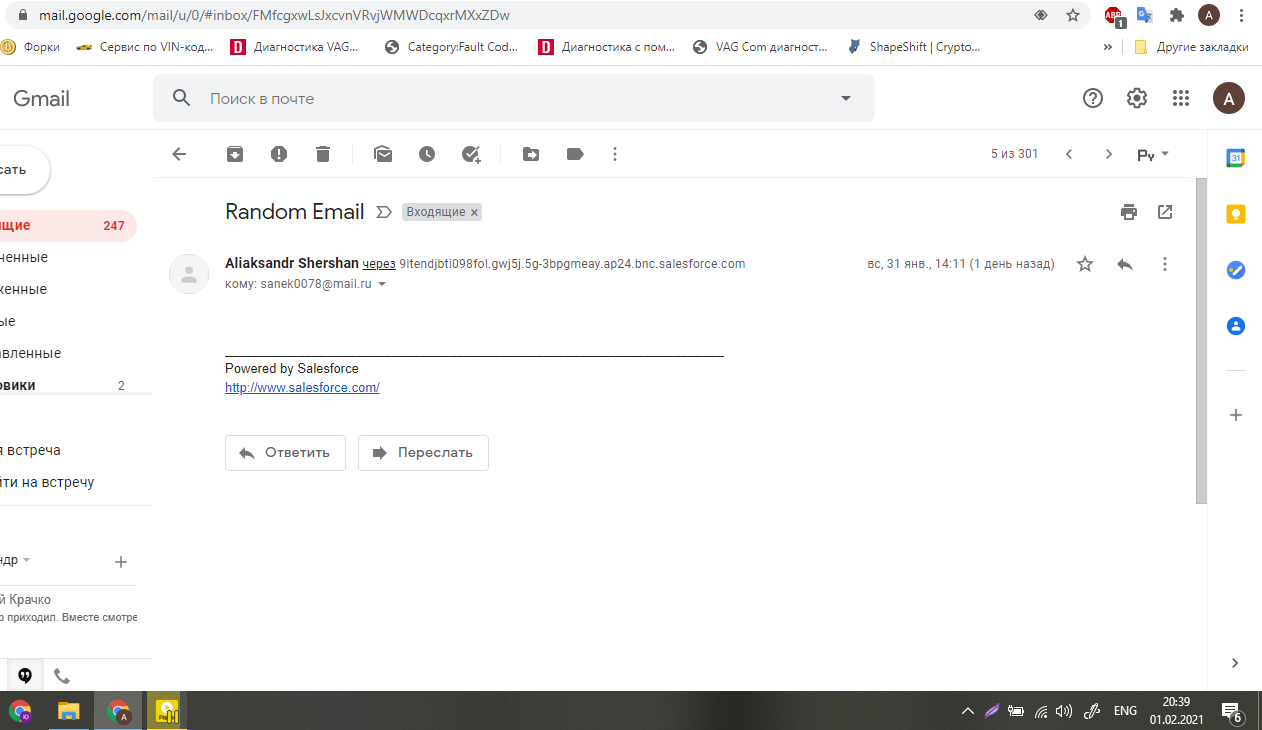 mail.google.com/mail/u/0/#inbox/FMfcgxwLsJxcvnVRvjWMWDcqxrMXxZDw
ABP
1
A
Форки
Сервис по VIN-код...
D
Диагностика VAG...
Category:Fault Cod...
D
Диагностика с пом...
VAG Com диагност...
ShapeShift | Crypto...
»
Другие закладки
Gmail
Поиск в почте
A
сать
5 из 301
Ру
31
щие
247
Random Email
Входящие ×
ченные
Aliaksandr Shershan через 9ltendjbti098fol.gwj5j.5g-3bpgmeay.ap24.bnc.salesforce.com
вс, 31 янв., 14:11 (1 день назад)
кому: sanek0078@mail.ru
женные
ые
авленные
овики
2
Powered by Salesforce
http://www.salesforce.com/
я встреча
йти на встречу
Ответить
Переслать
ндр
й Крачко
р приходил. Вместе смотре
Ю
A
ENG
20:39
01.02.2021
6